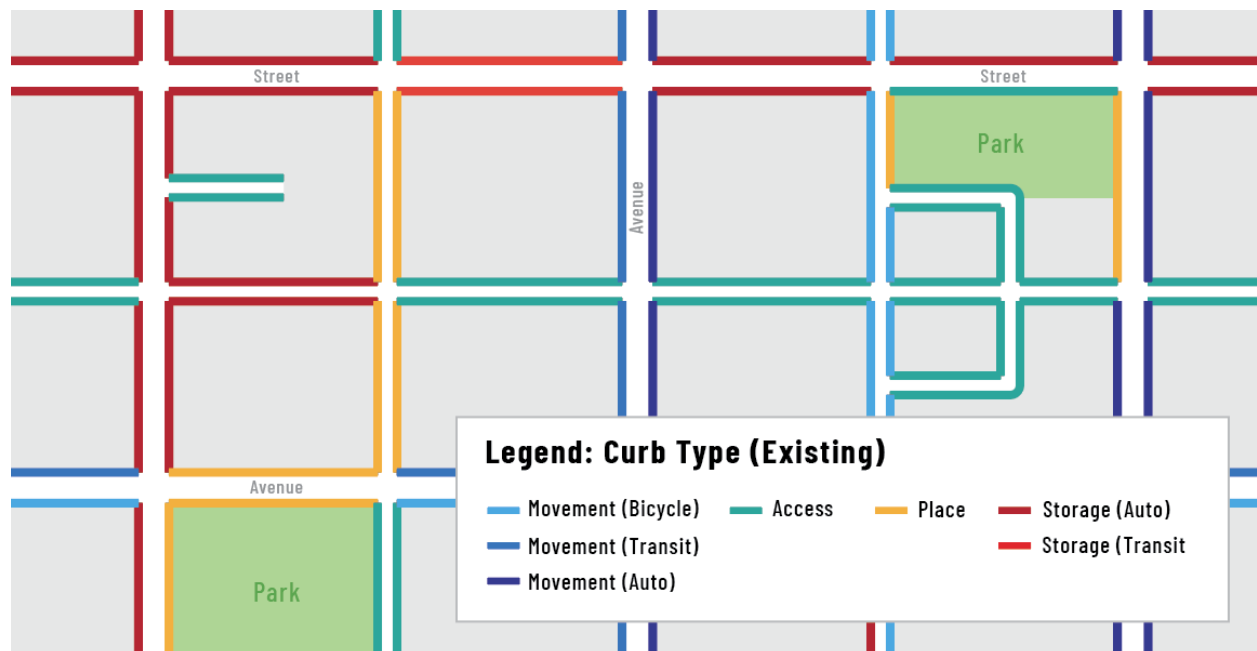 Street
Street
Park
Avenue
Avenue
Park
Legend: Curb Type (Existing)
Movement (Bicycle)
Access
Place
Storage (Auto)
Movement (Transit)
Storage (Transit
Movement (Auto)